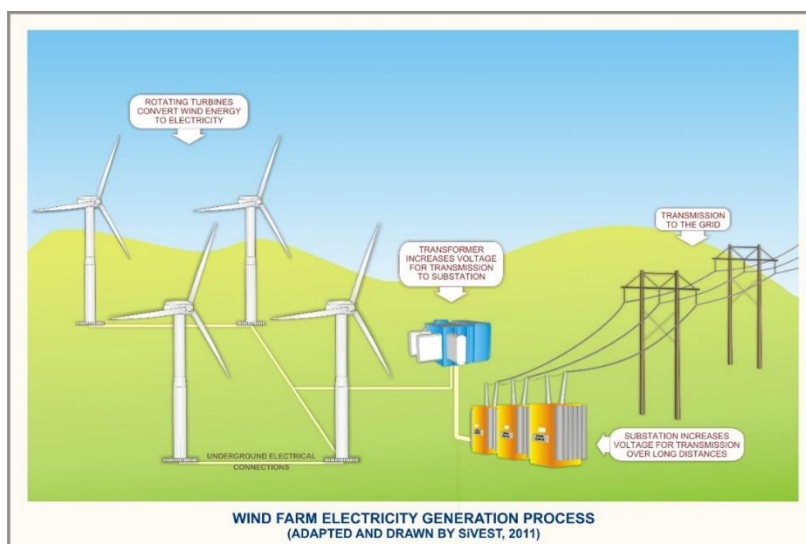 ROTATING TURBINES
CONVERT WIND ENERGY
TO ELECTRICITY
TRANSMISSION
TO THE GRID
TRANSFORMER
INCREASES VOLTAGE
FOR TRANSMISSION
TO SUBSTATION
UNDERGROUND ELECTRICAL
CONNECTIONS
SUBSTATION INCREASES
VOLTAGE FOR TRANSMISSION
OVER LONG DISTANCES
WIND FARM ELECTRICITY GENERATION PROCESS
(ADAPTED AND DRAWN BY SiVEST, 2011)